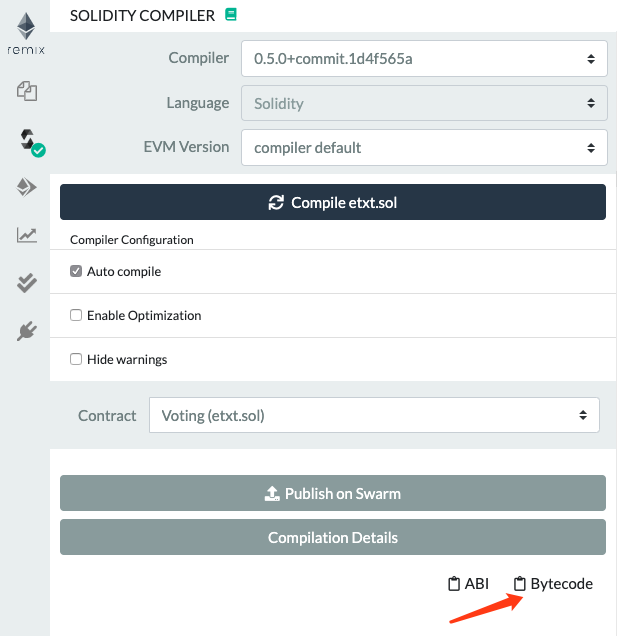 SOLIDITY COMPILER
remix
Compiler 0.5.0+commit.1d4f565a
Language Solidity
EVM Version compiler default
Compile etxt.sol
Compiler Configuration
Auto compile
Enable Optimization
Hide warnings
Contract Voting (etxt.sol)
Publish on Swarm
Compilation Details
ABI Bytecode